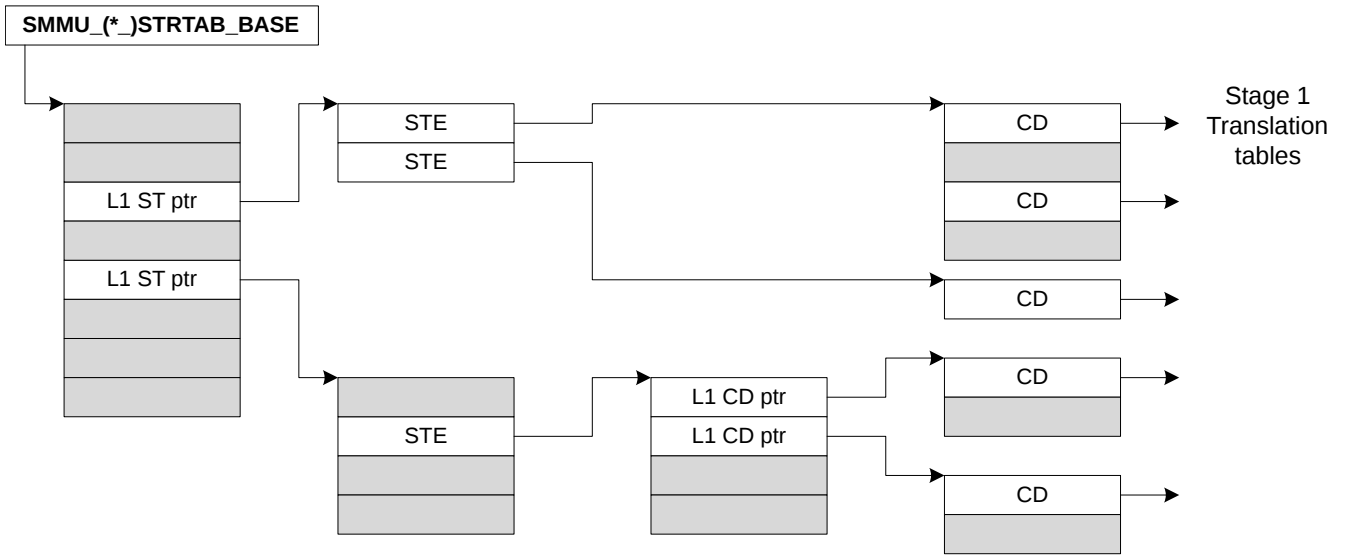 SMMU_(*_)STRTAB_BASE
Stage 1
Translation
tables
STE
CD
STE
L1 ST ptr
CD
L1 ST ptr
CD
CD
L1 CD ptr
STE
L1 CD ptr
CD